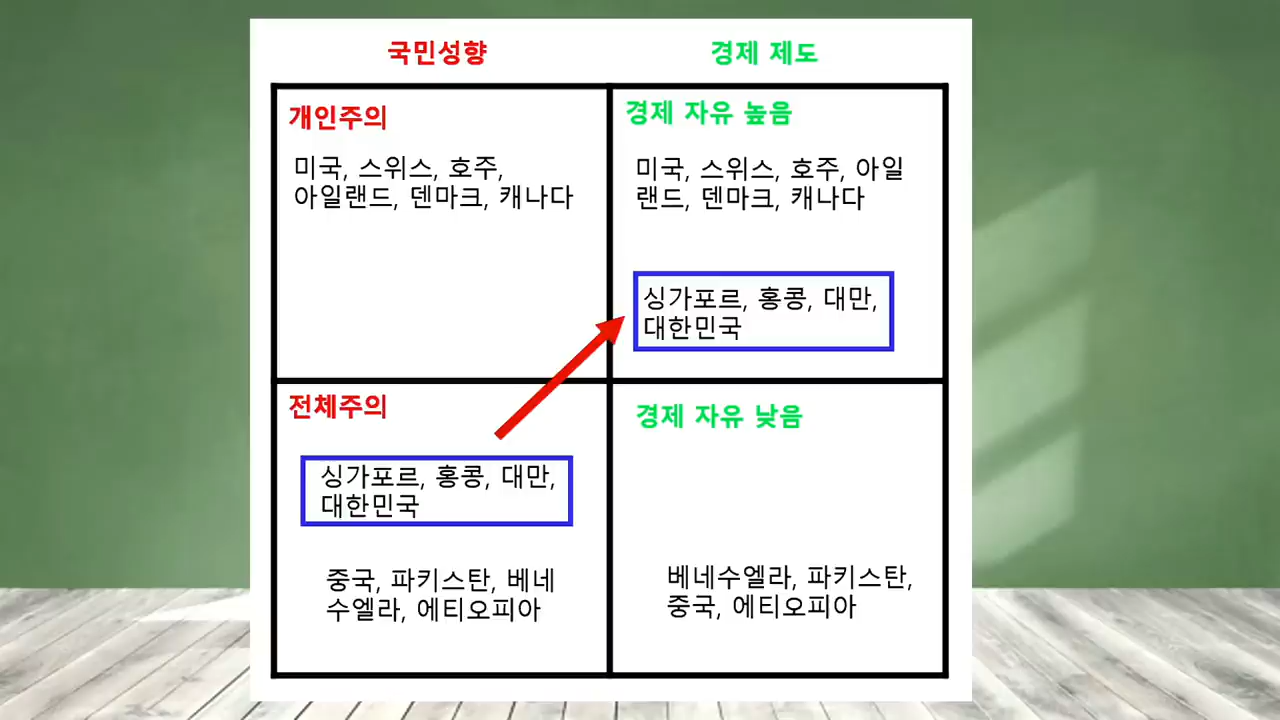 국민성향
경제 제도
개인주의
미국, 스위스, 호주,
아일랜드, 덴마크, 캐나다
경제 자유 높음
미국, 스위스, 호주, 아일
랜드, 덴마크, 캐나다
싱가포르, 홍콩, 대만,
대한민국
전체주의
싱가포르, 홍콩, 대만,
대한민국
중국, 파키스탄, 베네
수엘라, 에티오피아
경제 자유 낮음
베네수엘라, 파키스탄,
중국, 에티오피아